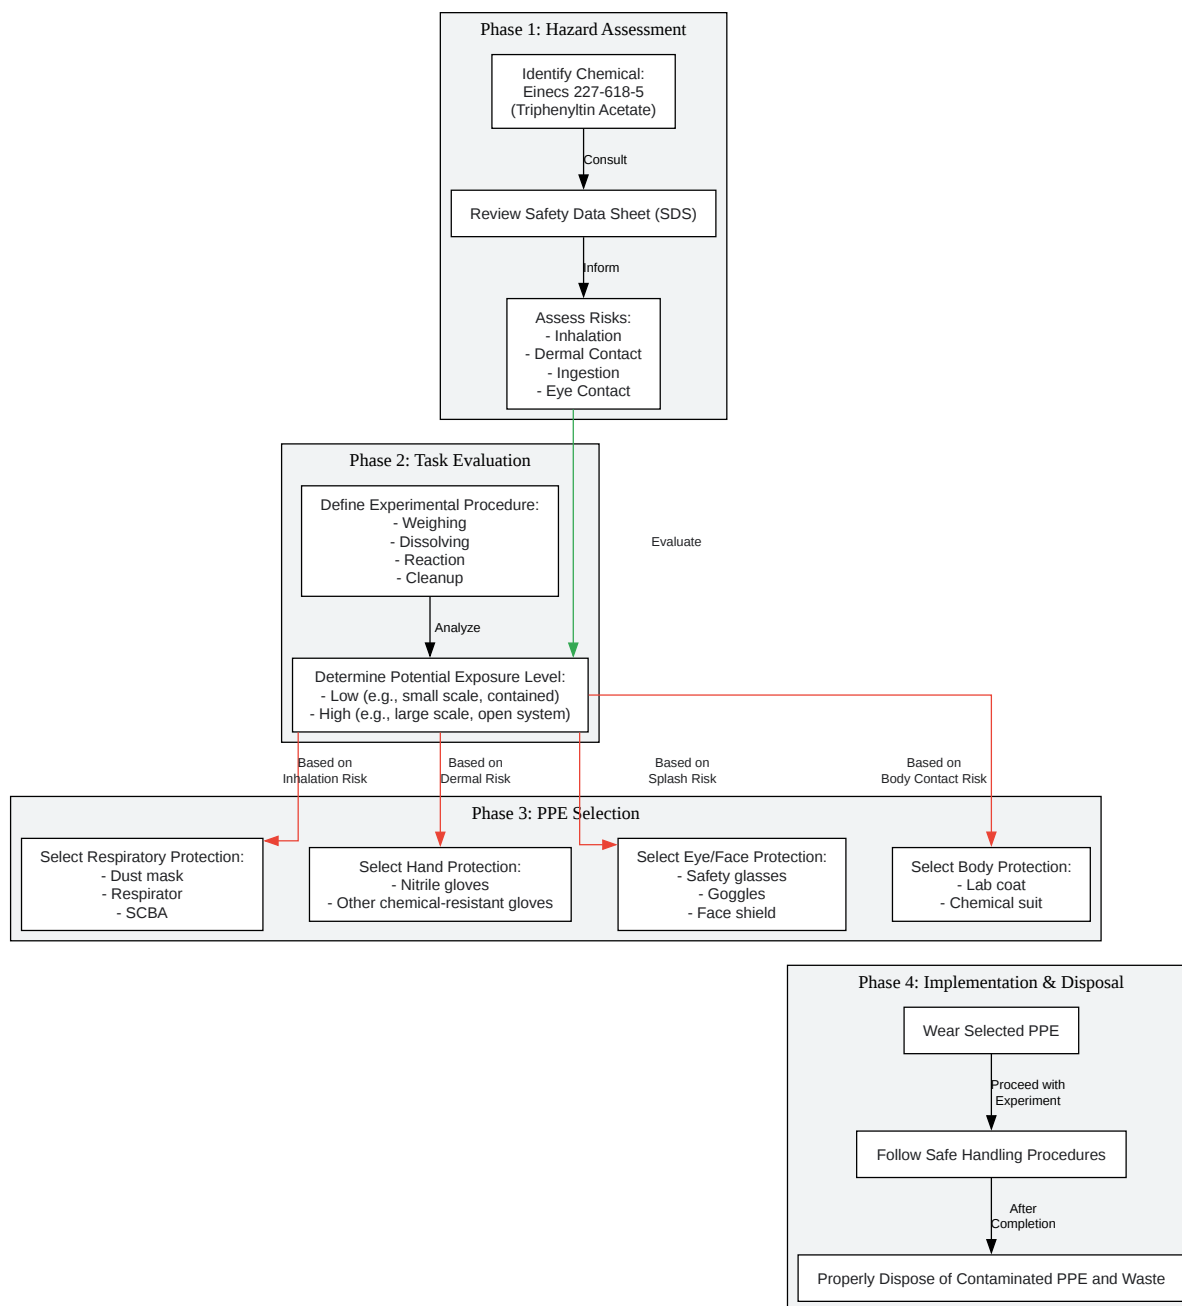 Phase 1: Hazard Assessment
Identify Chemical:
Einecs 227-618-5
(Triphenyltin Acetate)
Consult
Review Safety Data Sheet (SDS)
Inform
Assess Risks:
- Inhalation
- Dermal Contact
- Ingestion
- Eye Contact
Phase 2: Task Evaluation
Define Experimental Procedure:
- Weighing
- Dissolving
- Reaction
- Cleanup
Evaluate
Analyze
Determine Potential Exposure Level:
- Low (e.g., small scale, contained)
- High (e.g., large scale, open system)
Based on
Inhalation Risk
Based on
Dermal Risk
Based on
Splash Risk
Based on
Body Contact Risk
Phase 3: PPE Selection
Select Respiratory Protection:
- Dust mask
- Respirator
- SCBA
Select Hand Protection:
- Nitrile gloves
- Other chemical-resistant gloves
Select Eye/Face Protection:
- Safety glasses
- Goggles
- Face shield
Select Body Protection:
- Lab coat
- Chemical suit
Phase 4: Implementation & Disposal
Wear Selected PPE
Proceed with
Experiment
Follow Safe Handling Procedures
After
Completion
Properly Dispose of Contaminated PPE and Waste